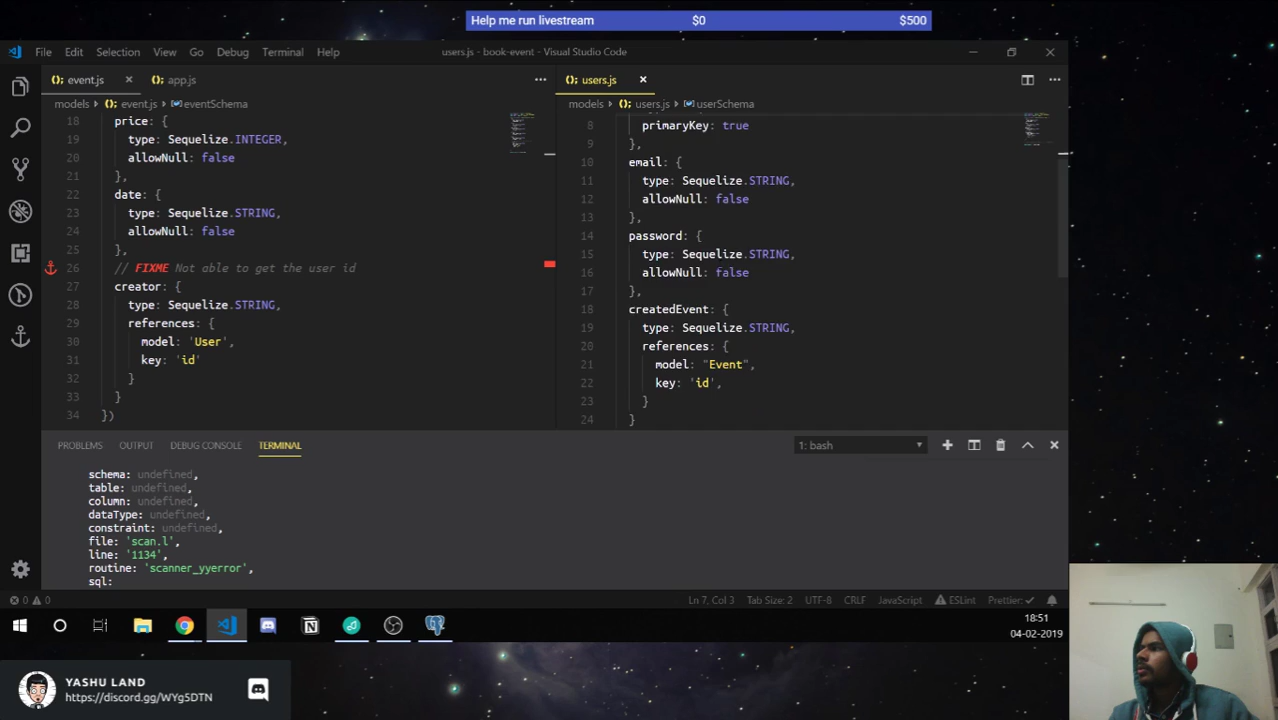 Help me run livestream $0 $500
File Edit Selection View Go Debug Terminal Help users.js - book-event - Visual Studio Code
event.js app.js
models event.js eventSchema
18 price: {
19 type: Sequelize.INTEGER,
20 allowNull: false
21 },
22 date: {
23 type: Sequelize.STRING,
24 allowNull: false
25 },
26 // FIXME Not able to get the user id
27 creator: {
28 type: Sequelize.STRING,
29 references: {
30 model: 'User',
31 key: 'id'
32 }
33 }
34 })
users.js
models users.js userSchema
8 primaryKey: true
9 },
10 email: {
11 type: Sequelize.STRING,
12 allowNull: false
13 },
14 password: {
15 type: Sequelize.STRING,
16 allowNull: false
17 },
18 createdEvent: {
19 type: Sequelize.STRING,
20 references: {
21 model: "Event",
22 key: 'id',
23 }
24 }
PROBLEMS OUTPUT DEBUG CONSOLE TERMINAL 1: bash
schema: undefined,
table: undefined,
column: undefined,
dataType: undefined,
constraint: undefined,
file: 'scan.l',
line: '1134',
routine: 'scanner_yyerror',
sql:
0 0 Ln 7, Col 3 Tab Size: 2 UTF-8 CRLF JavaScript ESLint Prettier: ✓
18:51
04-02-2019
YASHU LAND
https://discord.gg/WYg5DTN